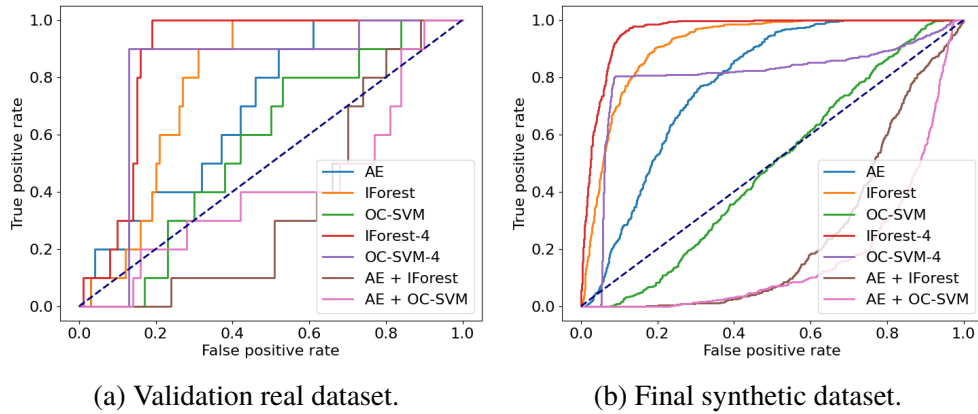 1.0
0.8
0.6
0.4
0.2
0.0
True positive rate
0.0 0.2 0.4 0.6 0.8 1.0
False positive rate
AE
IForest
OC-SVM
IForest-4
OC-SVM-4
AE + IForest
AE + OC-SVM
(a) Validation real dataset.
1.0
0.8
0.6
0.4
0.2
0.0
True positive rate
0.0 0.2 0.4 0.6 0.8 1.0
False positive rate
AE
IForest
OC-SVM
IForest-4
OC-SVM-4
AE + IForest
AE + OC-SVM
(b) Final synthetic dataset.